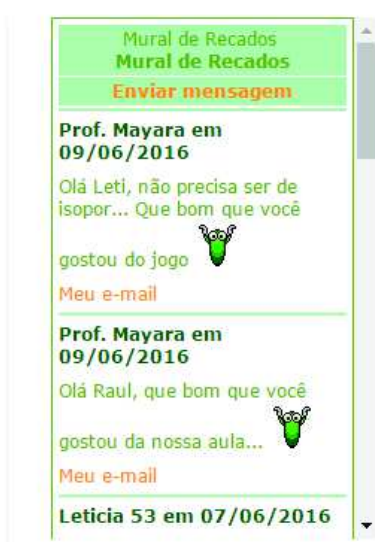 Mural de Recados
Mural de Recados
Enviar mensagem
Prof. Mayara em
09/06/2016
Olá Leti, não precisa ser de
isopor... Que bom que você
gostou do jogo
Meu e-mail
Prof. Mayara em
09/06/2016
Olá Raul, que bom que você
gostou da nossa aula...
Meu e-mail
Leticia 53 em 07/06/2016